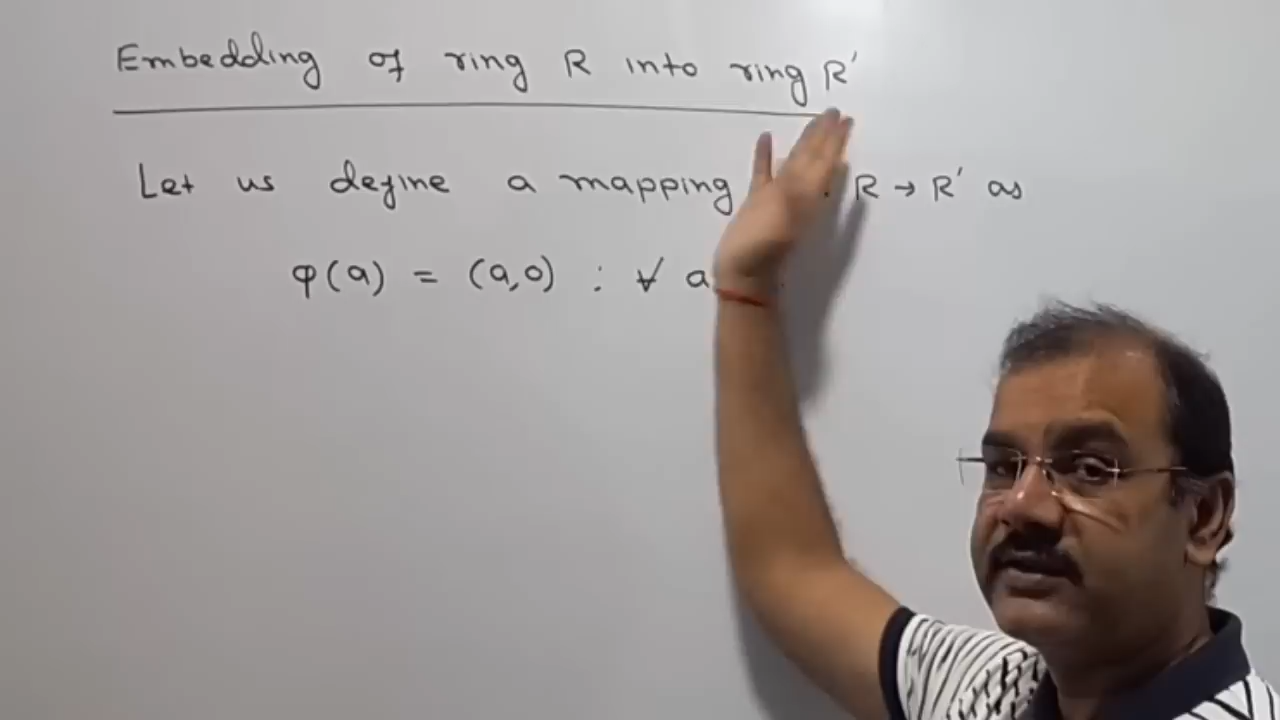 Embedding of ring R into ring R'
Let us define a mapping : R → R' as
φ(a) = (a,0) : ∀ a